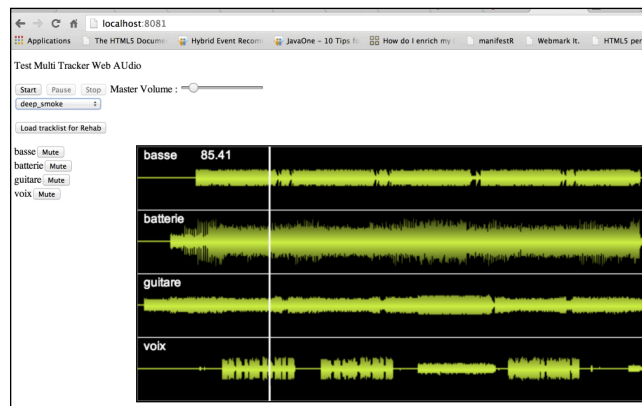 localhost:8081
Applications The HTML5 Docume Hybrid Event Recom JavaOne – 10 Tips fo How do I enrich my manifestR Webmark It. HTML5 per
Test Multi Tracker Web AUdio
Start Pause Stop Master Volume :
deep_smoke
Load tracklist for Rehab
basse Mute
batterie Mute
guitare Mute
voix Mute
basse 85.41
batterie
guitare
voix